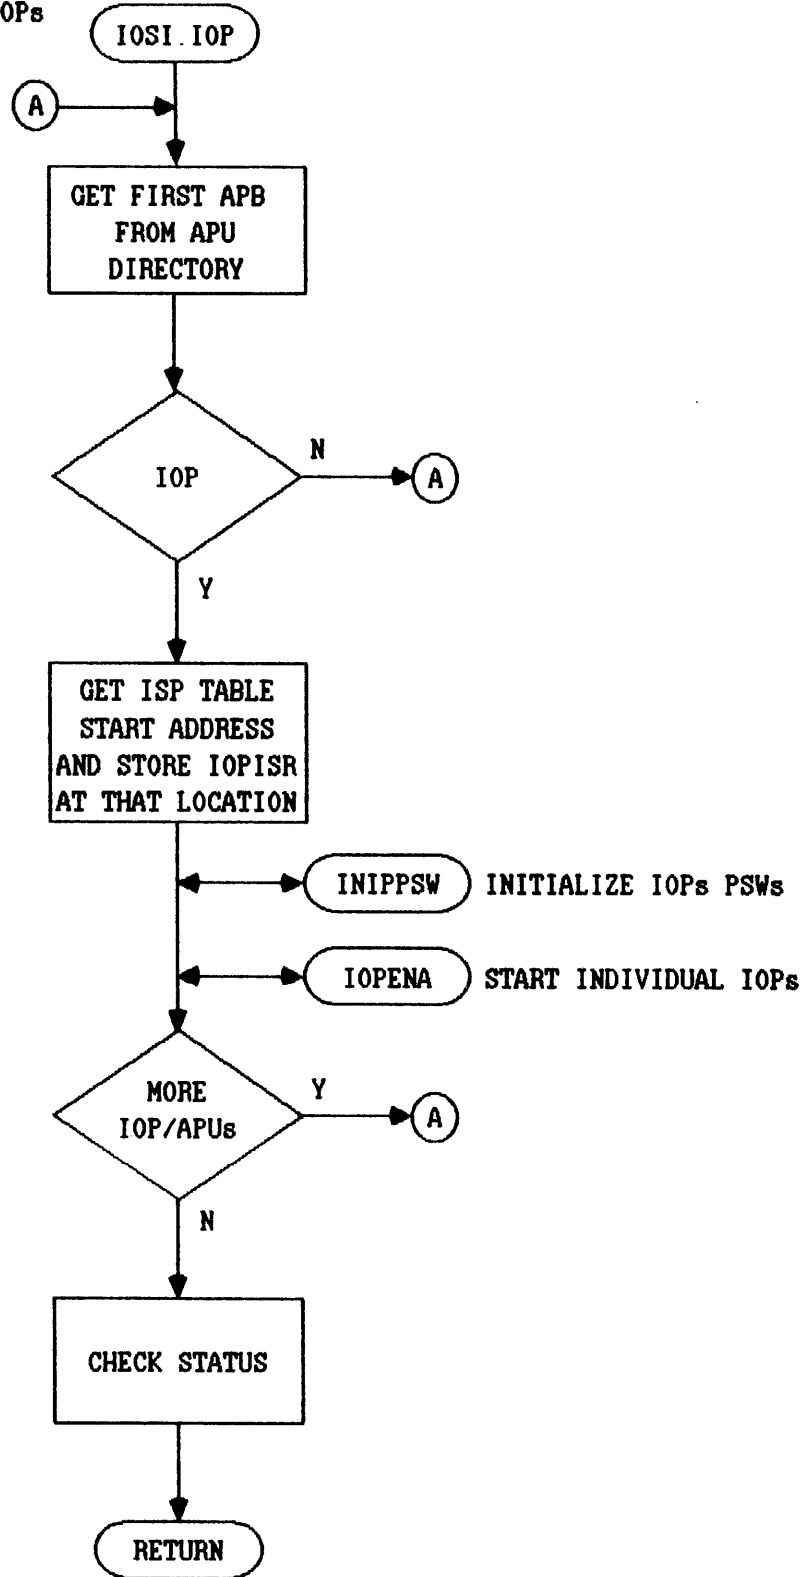 OPs
IOSI.IOP
A
GET FIRST APB
FROM APU
DIRECTORY
IOP
N
A
Y
GET ISP TABLE
START ADDRESS
AND STORE IOPISR
AT THAT LOCATION
INIPPSW INITIALIZE IOPs PSWs
IOPENA START INDIVIDUAL IOPs
MORE
IOP/APUs
Y
A
N
CHECK STATUS
RETURN